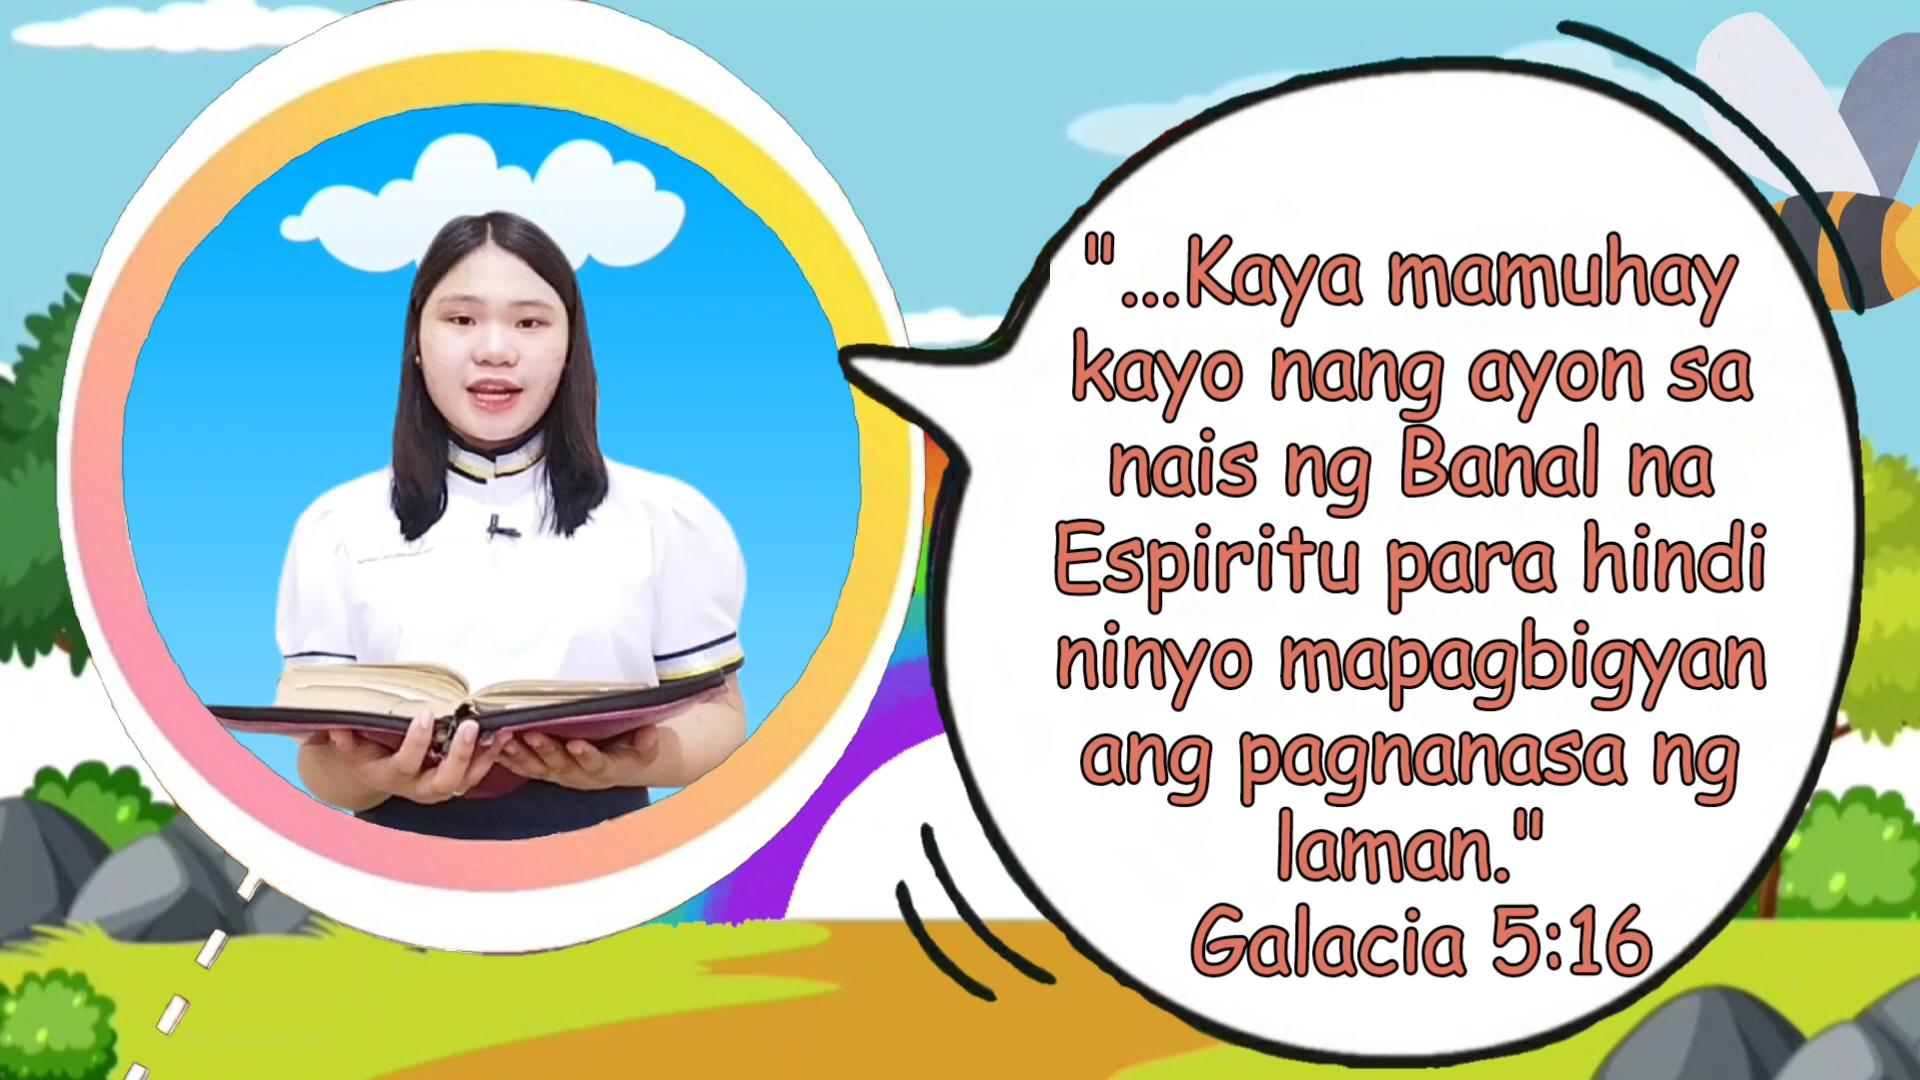 "...Kaya mamuhay
kayo nang ayon sa
nais ng Banal na
Espiritu para hindi
ninyo mapagbigyan
ang pagnanasa ng
laman."
Galacia 5:16